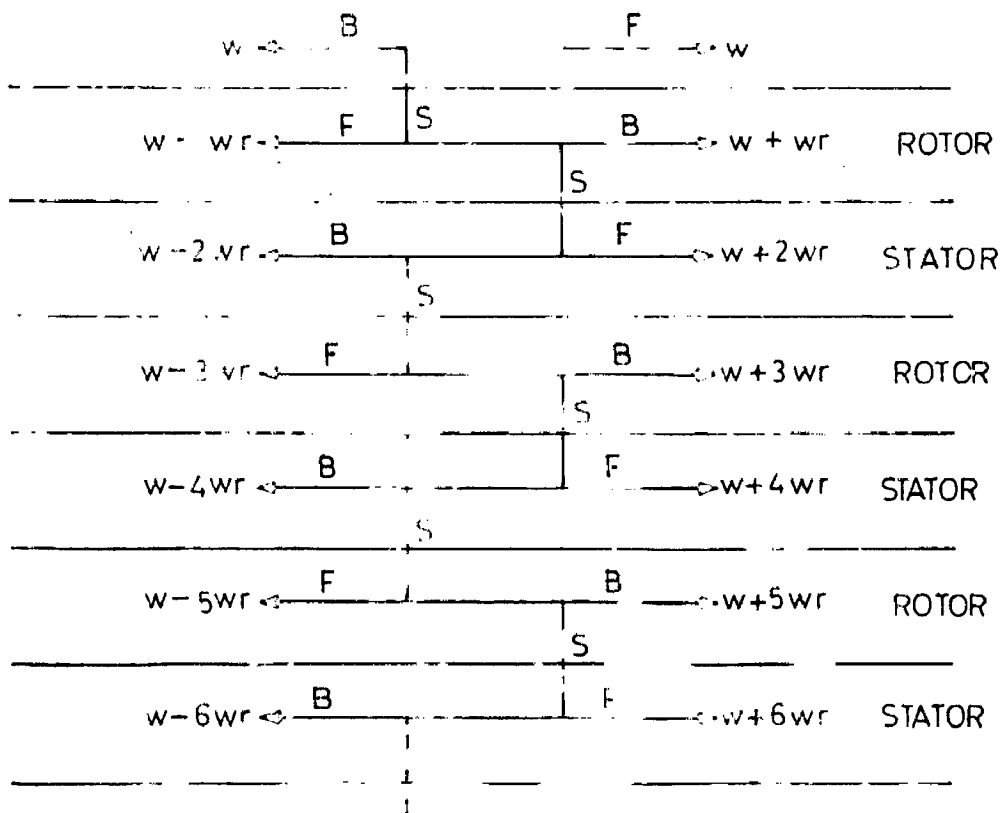 B F
w w
S
F B
w - wr w + wr ROTOR
S
B F
w-2wr w+2wr STATOR
S
F B
w-3wr w+3wr ROTOR
S
B F
w-4wr w+4wr STATOR
S
F B
w-5wr w+5wr ROTOR
S
B F
w-6wr w+6wr STATOR